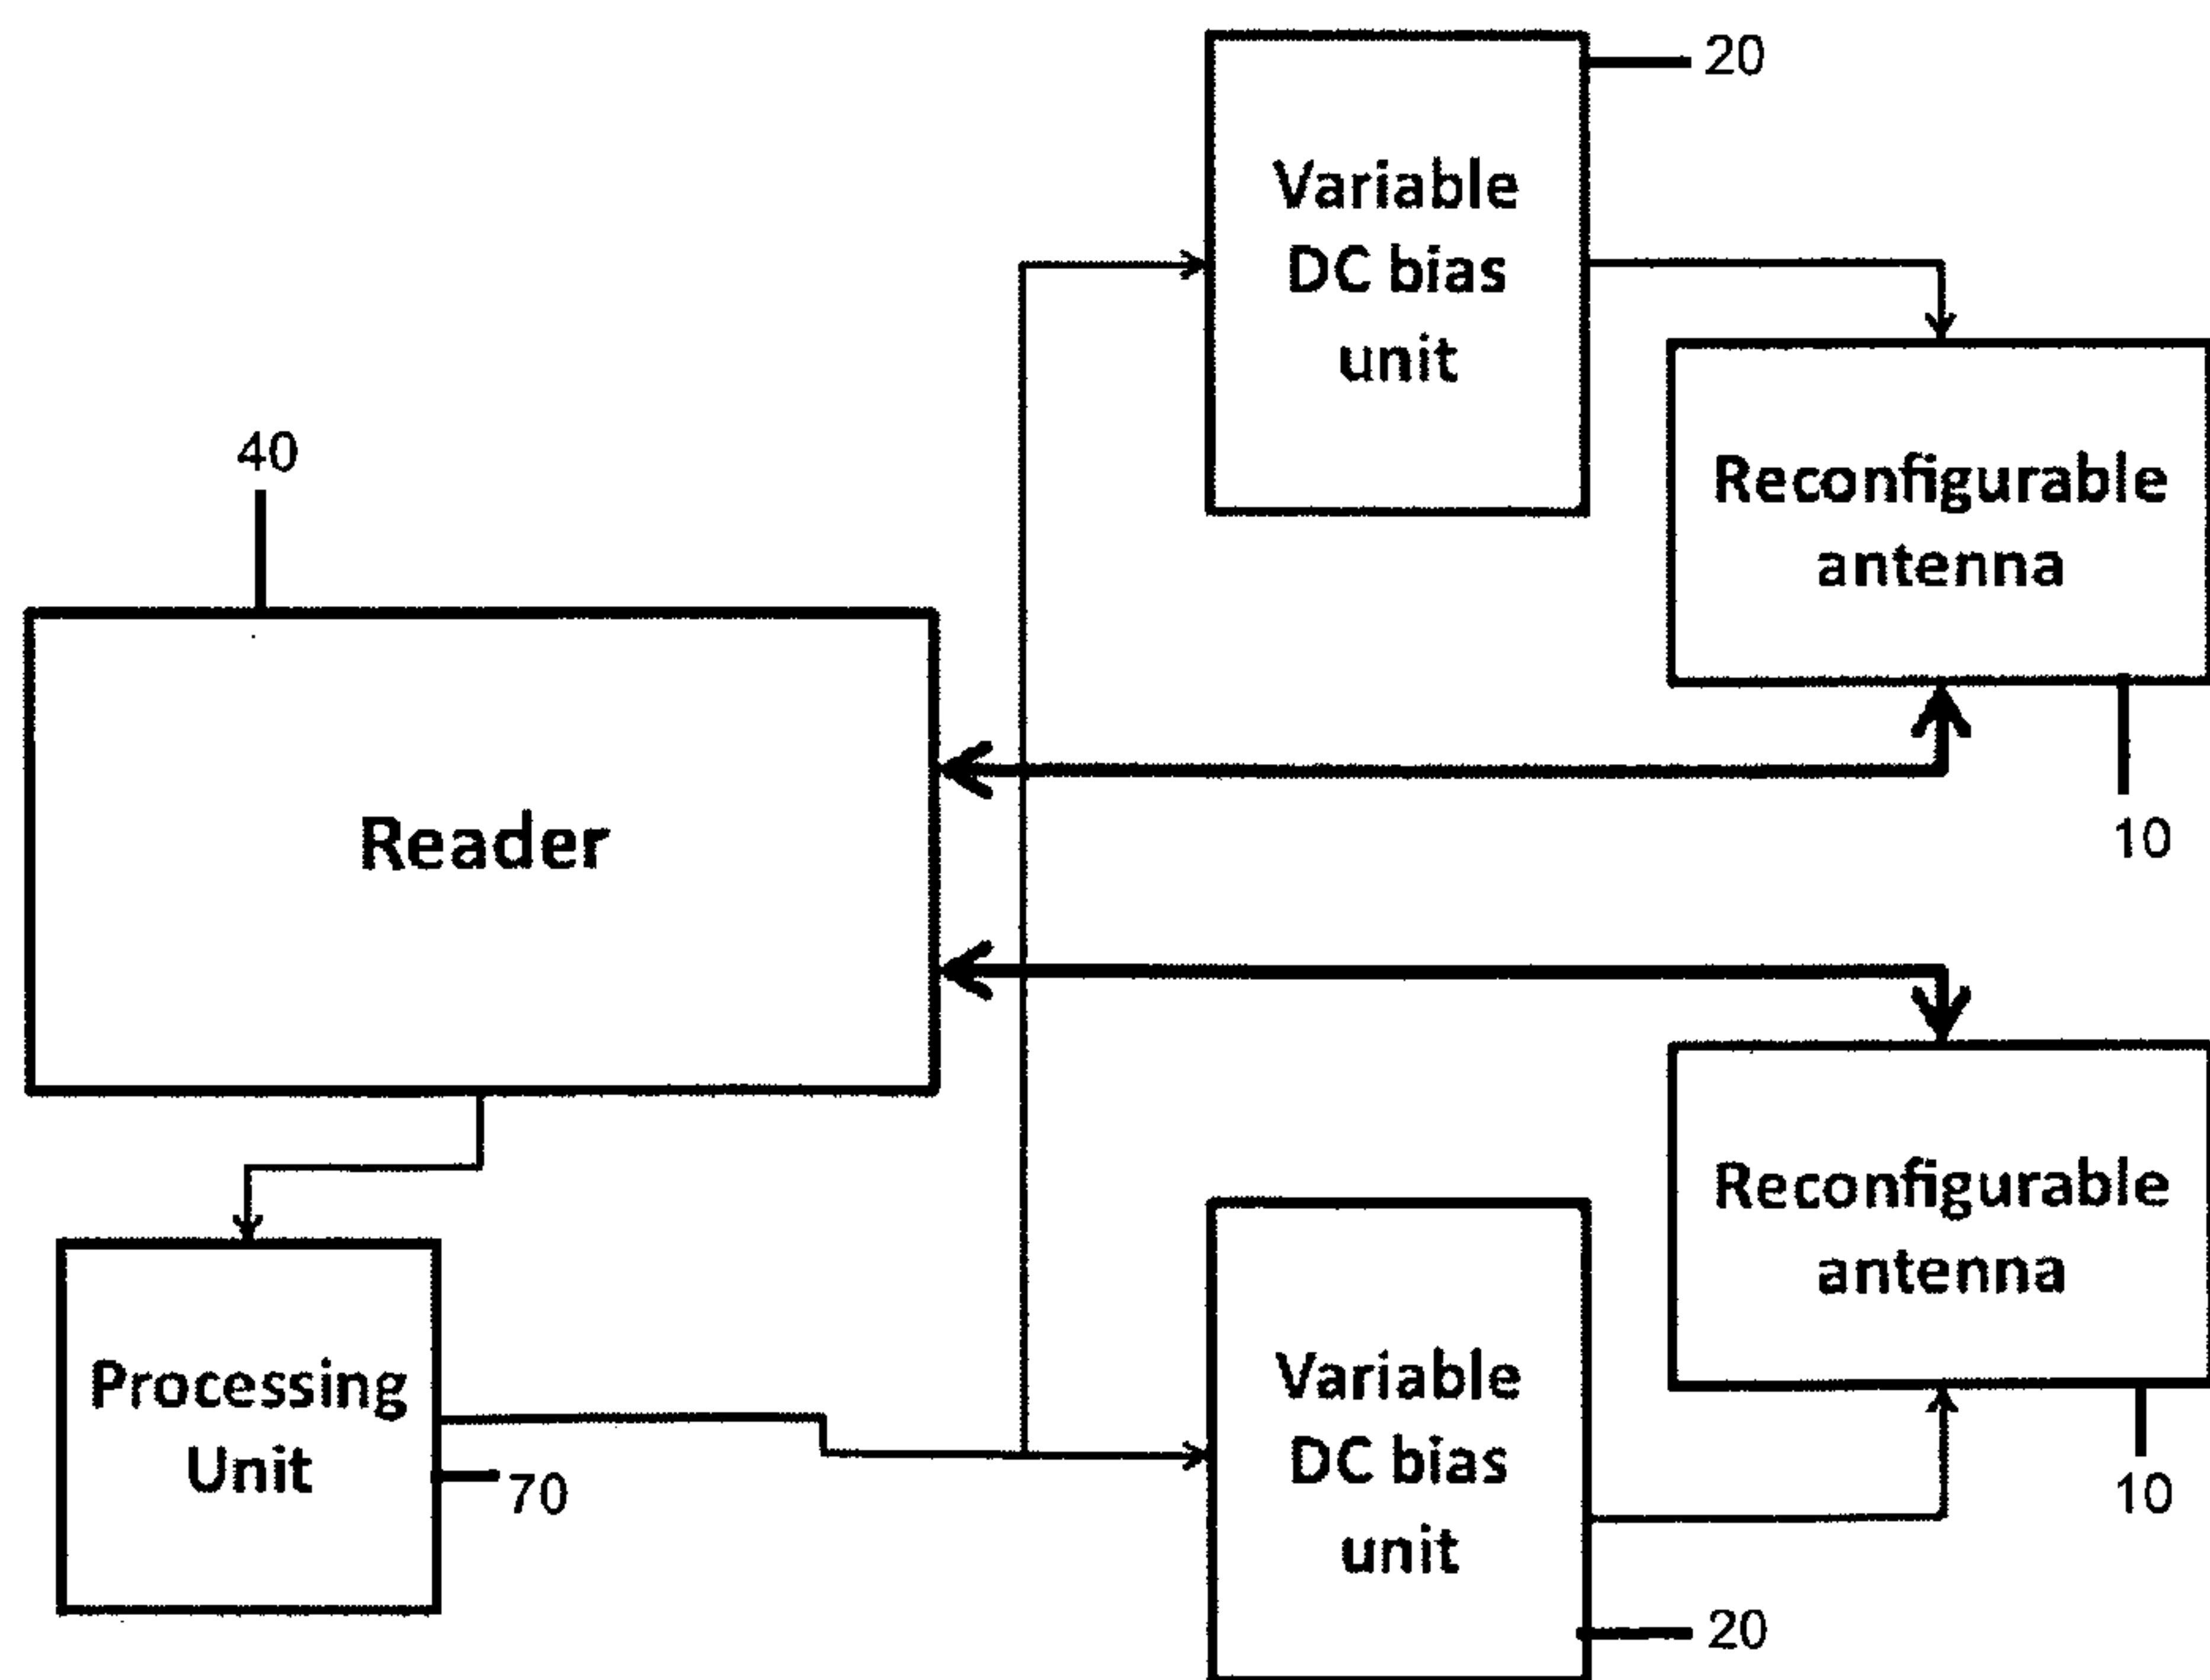 20
Variable
DC bias
unit
Reconfigurable
antenna
10
40
Reader
Reconfigurable
antenna
10
Processing
Unit
70
Variable
DC bias
unit
20